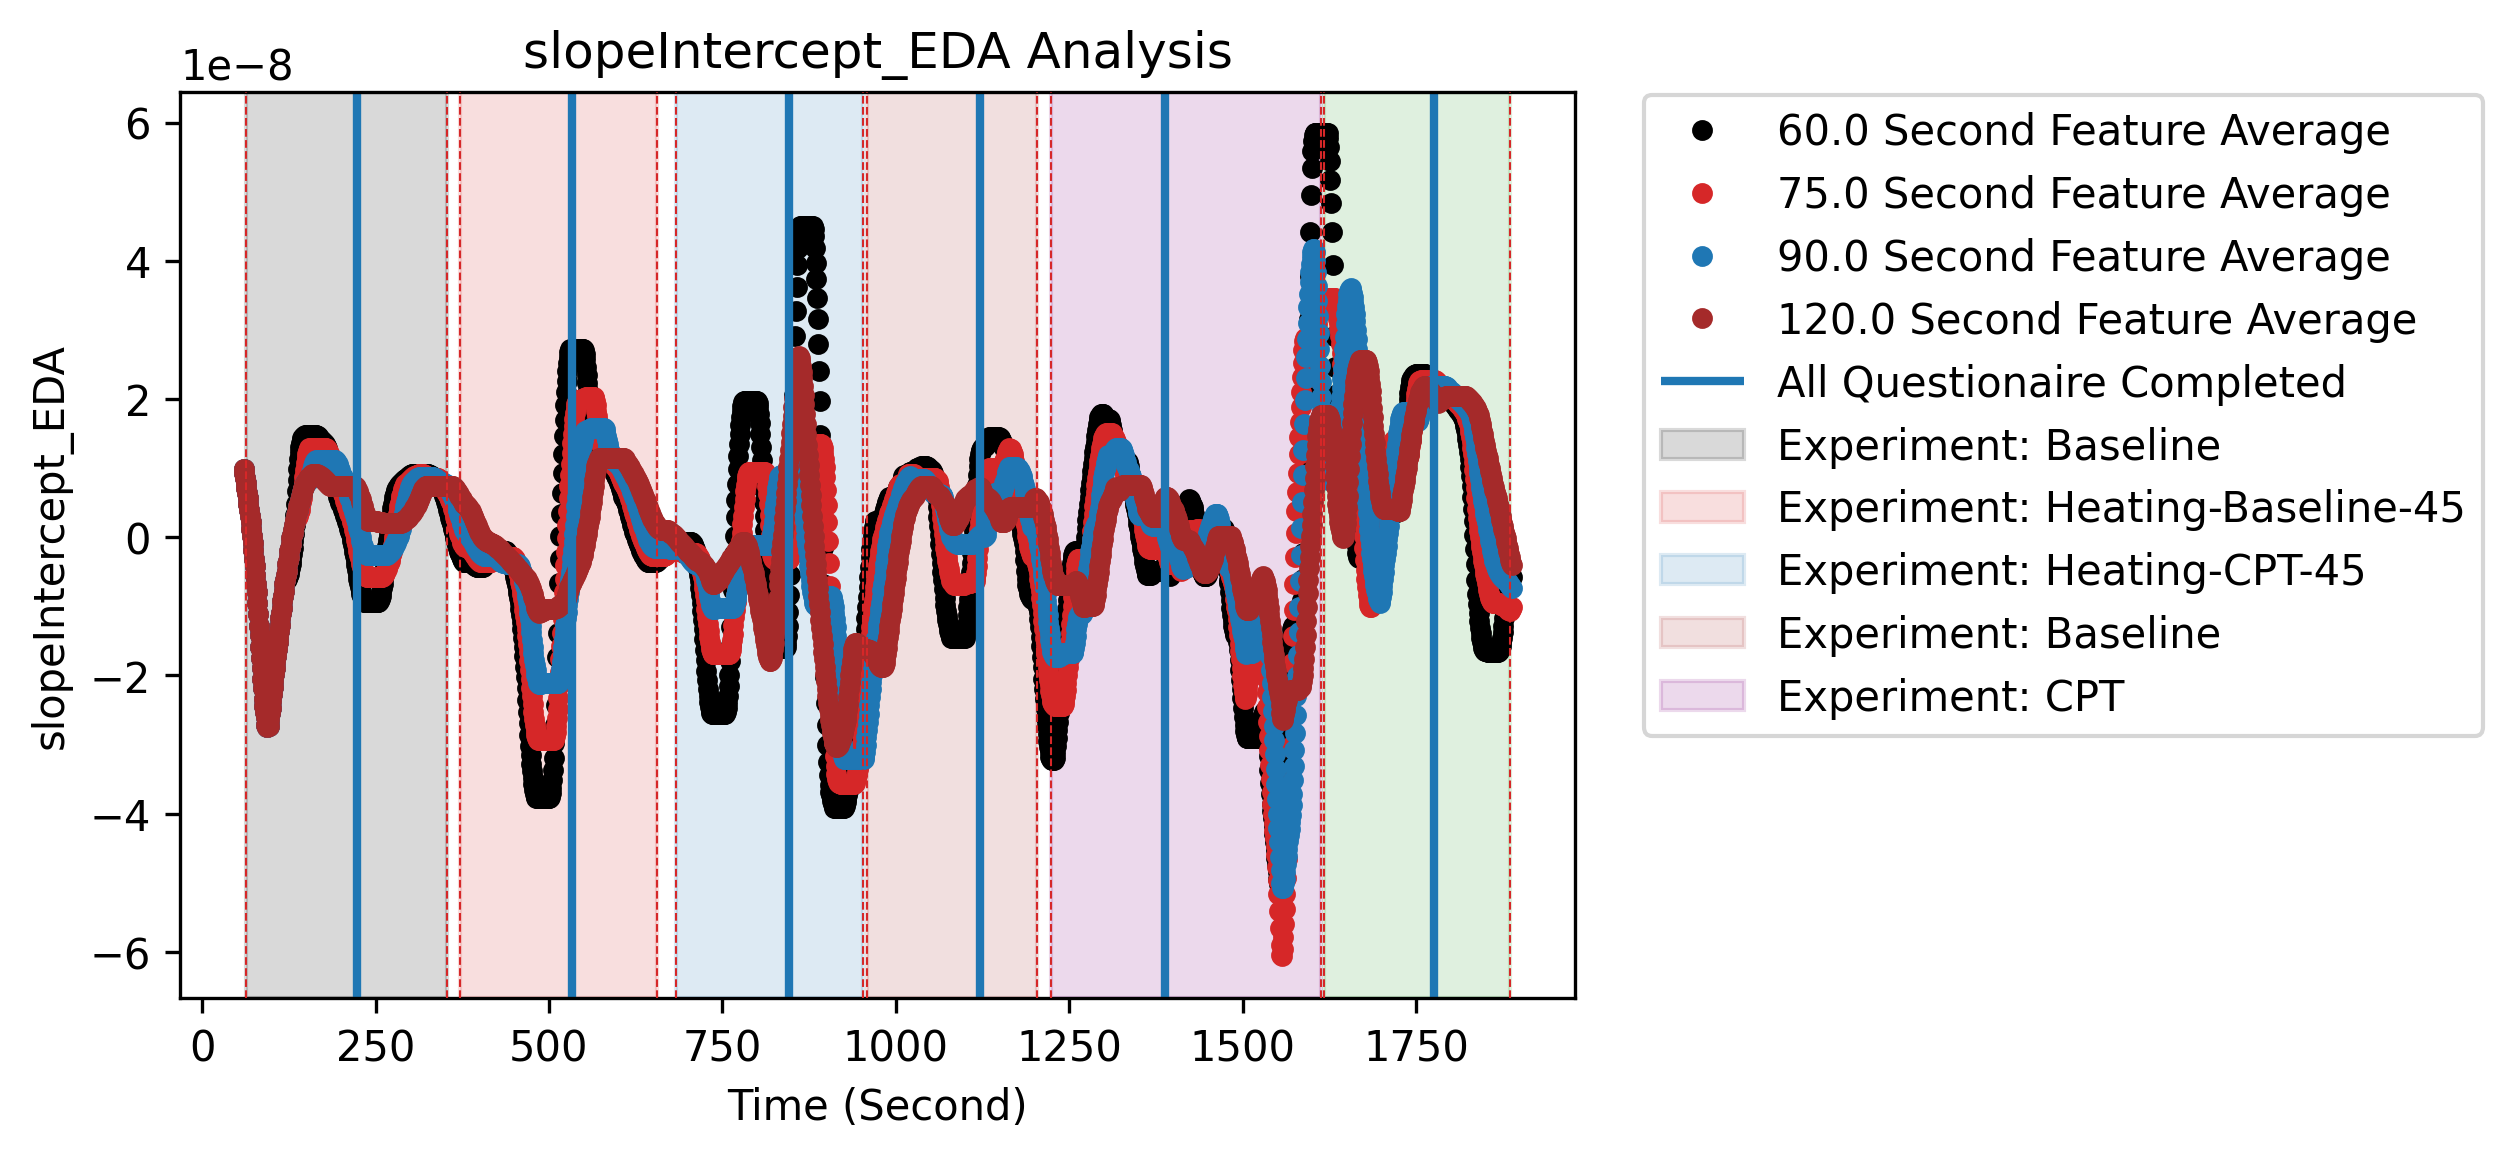 slopeIntercept_EDA Analysis
1e−8
6
4
2
0
−2
−4
−6
slopeIntercept_EDA
0 250 500 750 1000 1250 1500 1750
Time (Second)
60.0 Second Feature Average
75.0 Second Feature Average
90.0 Second Feature Average
120.0 Second Feature Average
All Questionaire Completed
Experiment: Baseline
Experiment: Heating-Baseline-45
Experiment: Heating-CPT-45
Experiment: Baseline
Experiment: CPT